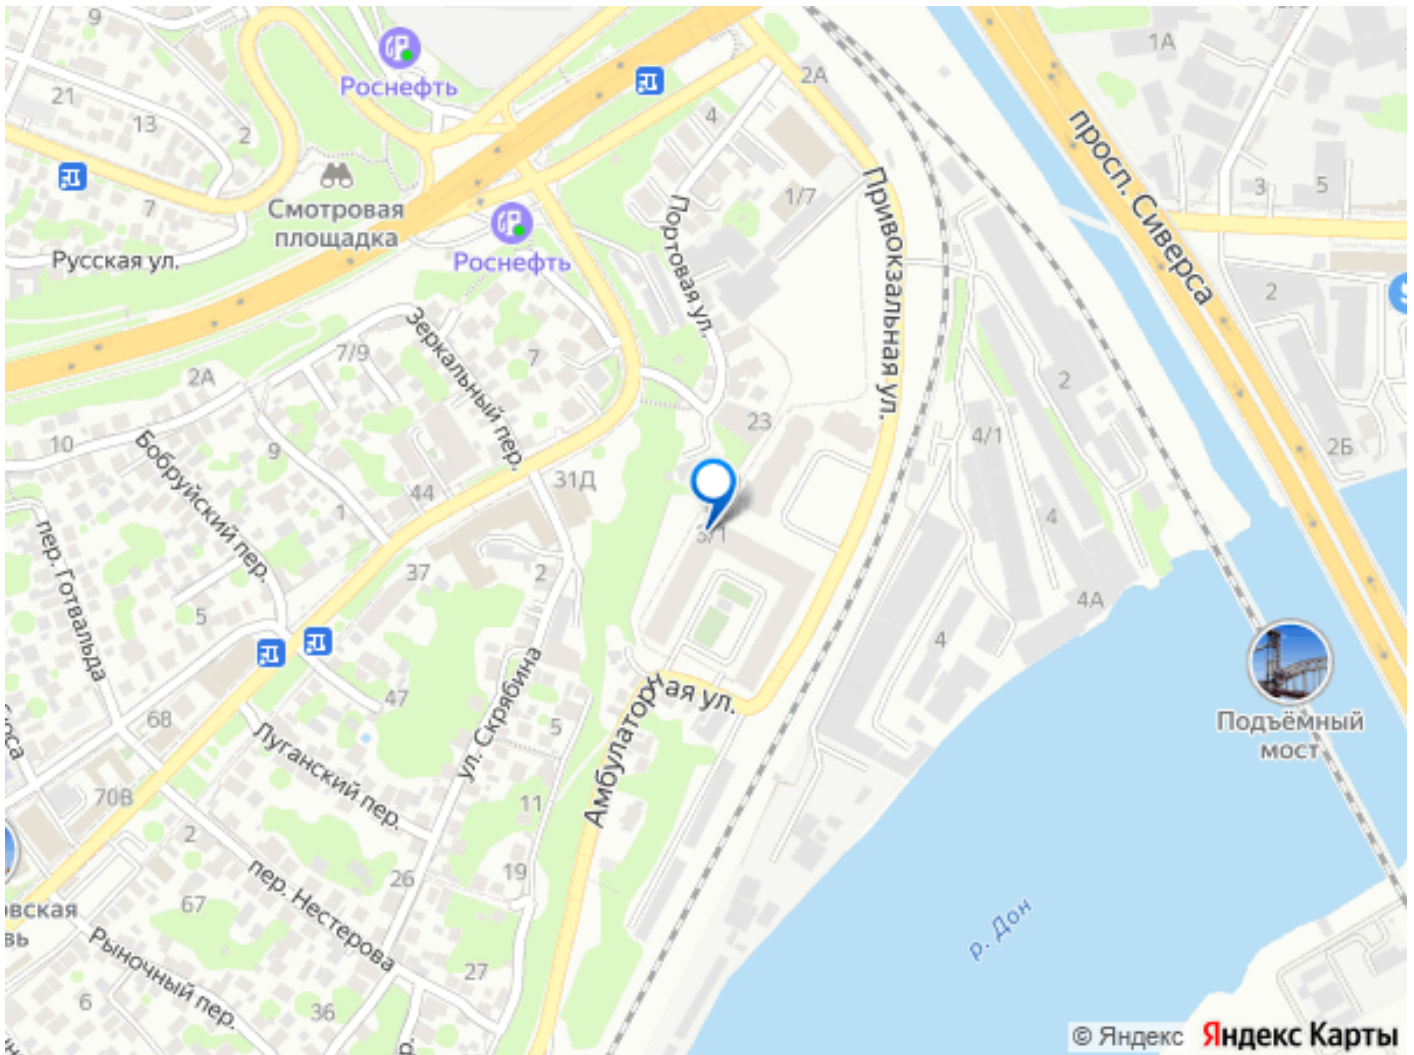 9
Роснефть
21
13
2
2А
1А
4
просп. Сиверса
7
Смотровая
площадка
1/7
3
5
Русская ул.
Роснефть
Портовая ул.
Привокзальная ул.
2
7/9
Зеркальный пер.
7
2А
2
10
Бобруйский пер.
9
23
4/1
2Б
44
31Д
1
4
пер. Готвальда
37
2
3/1
4А
5
4
47
ул. Скрябина
Амбулаторная ул.
Подъёмный
мост
68
5
Луганский пер.
70В
11
2
19
26
пер. Нестерова
67
р. Дон
Рыночный пер.
27
6
36
© Яндекс Яндекс Карты